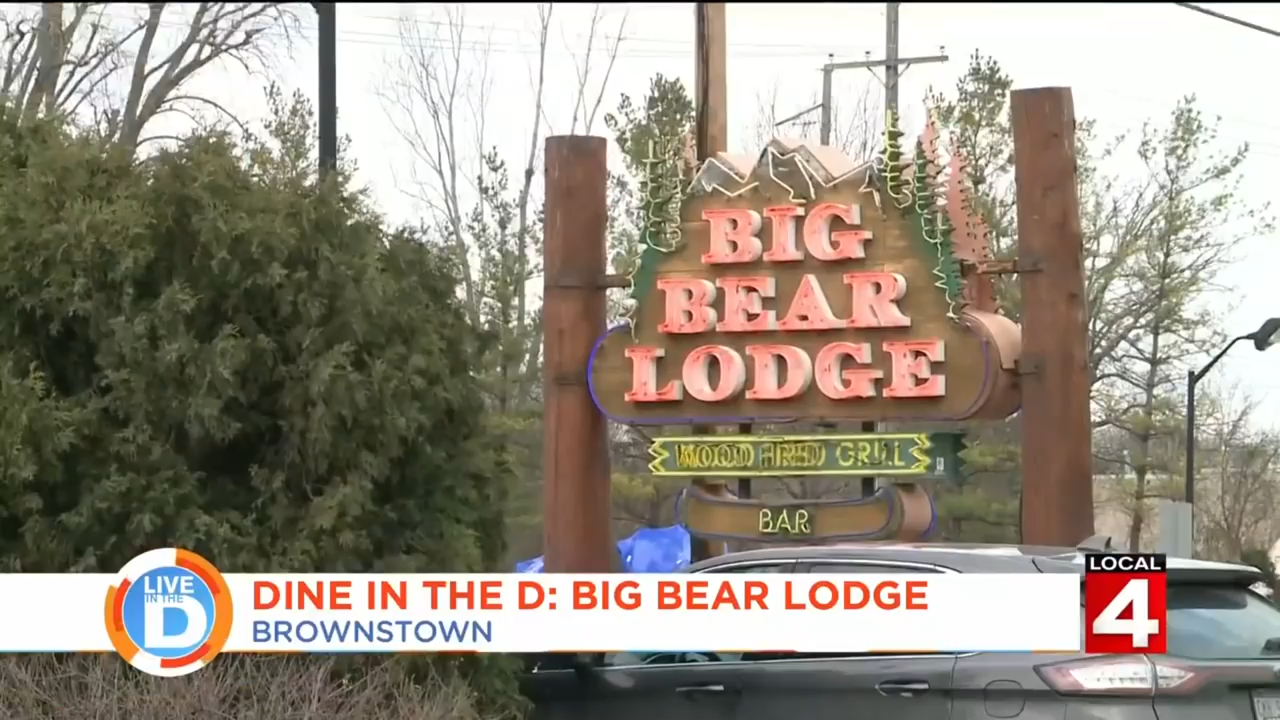 BIG
BEAR
LODGE
WOOD FIRED GRILL
BAR
LIVE
IN THE
D
DINE IN THE D: BIG BEAR LODGE
BROWNSTOWN
LOCAL
4